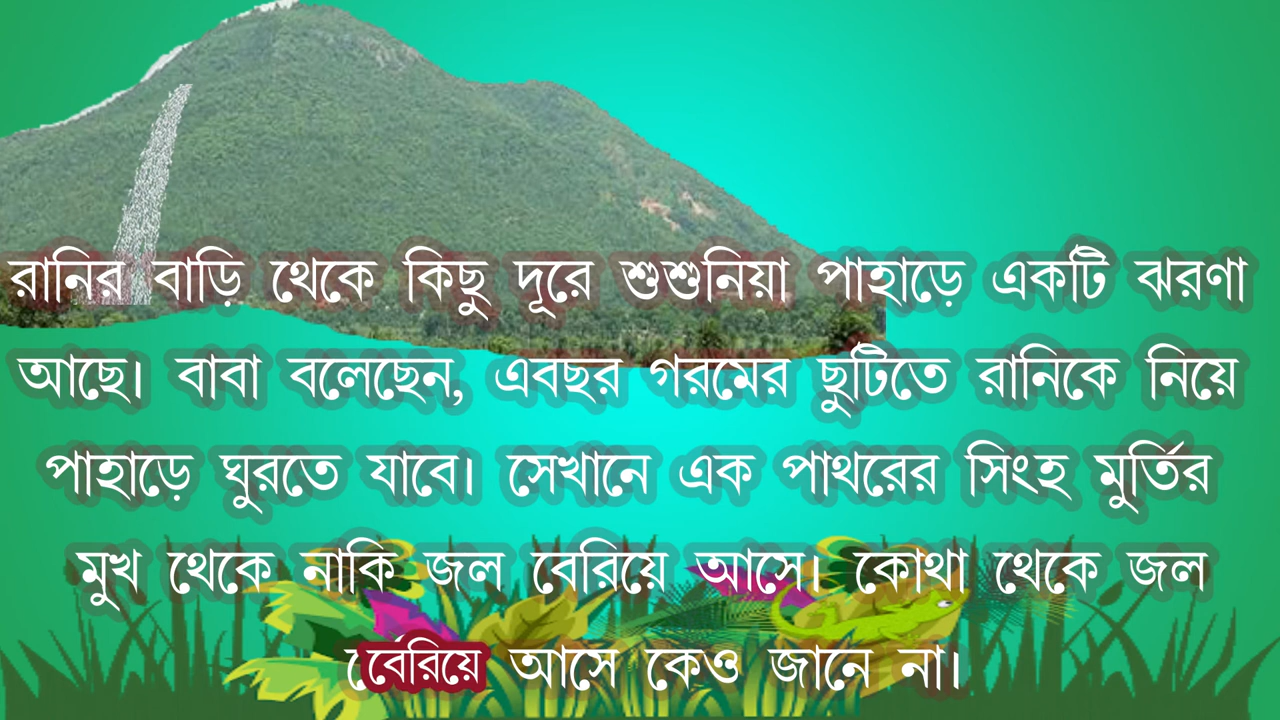 রানির বাড়ি থেকে কিছু দূরে শুশুনিয়া পাহাড়ে একটি ঝরণা
আছে। বাবা বলেছেন, এবছর গরমের ছুটিতে রানিকে নিয়ে
পাহাড়ে ঘুরতে যাবে। সেখানে এক পাথরের সিংহ মুর্তির
মুখ থেকে নাকি জল বেরিয়ে আসে। কোথা থেকে জল
বেরিয়ে আসে কেও জানে না।